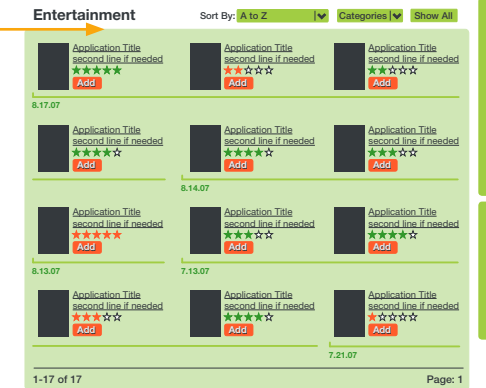 Entertainment
Sort By: A to Z Categories Show All
Application Title Application Title Application Title
second line if needed second line if needed second line if needed
Add Add Add
8.17.07
Application Title Application Title Application Title
second line if needed second line if needed second line if needed
Add Add Add
8.14.07
Application Title Application Title Application Title
second line if needed second line if needed second line if needed
Add Add Add
8.13.07 7.13.07
Application Title Application Title Application Title
second line if needed second line if needed second line if needed
Add Add Add
7.21.07
1-17 of 17 Page: 1